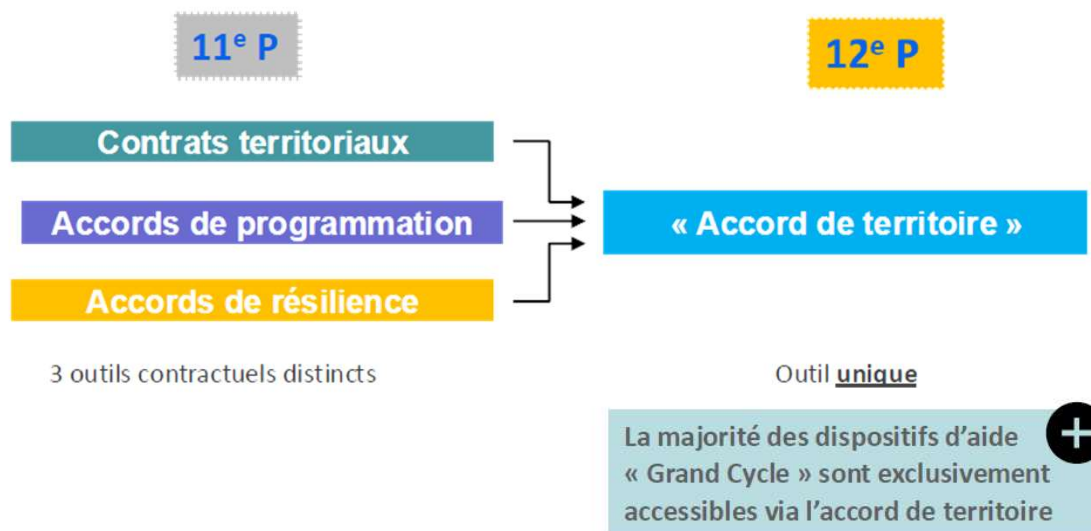 11e P
12e P
Contrats territoriaux
Accords de programmation
Accords de résilience
« Accord de territoire »
3 outils contractuels distincts
Outil unique
La majorité des dispositifs d’aide
« Grand Cycle » sont exclusivement
accessibles via l’accord de territoire
+